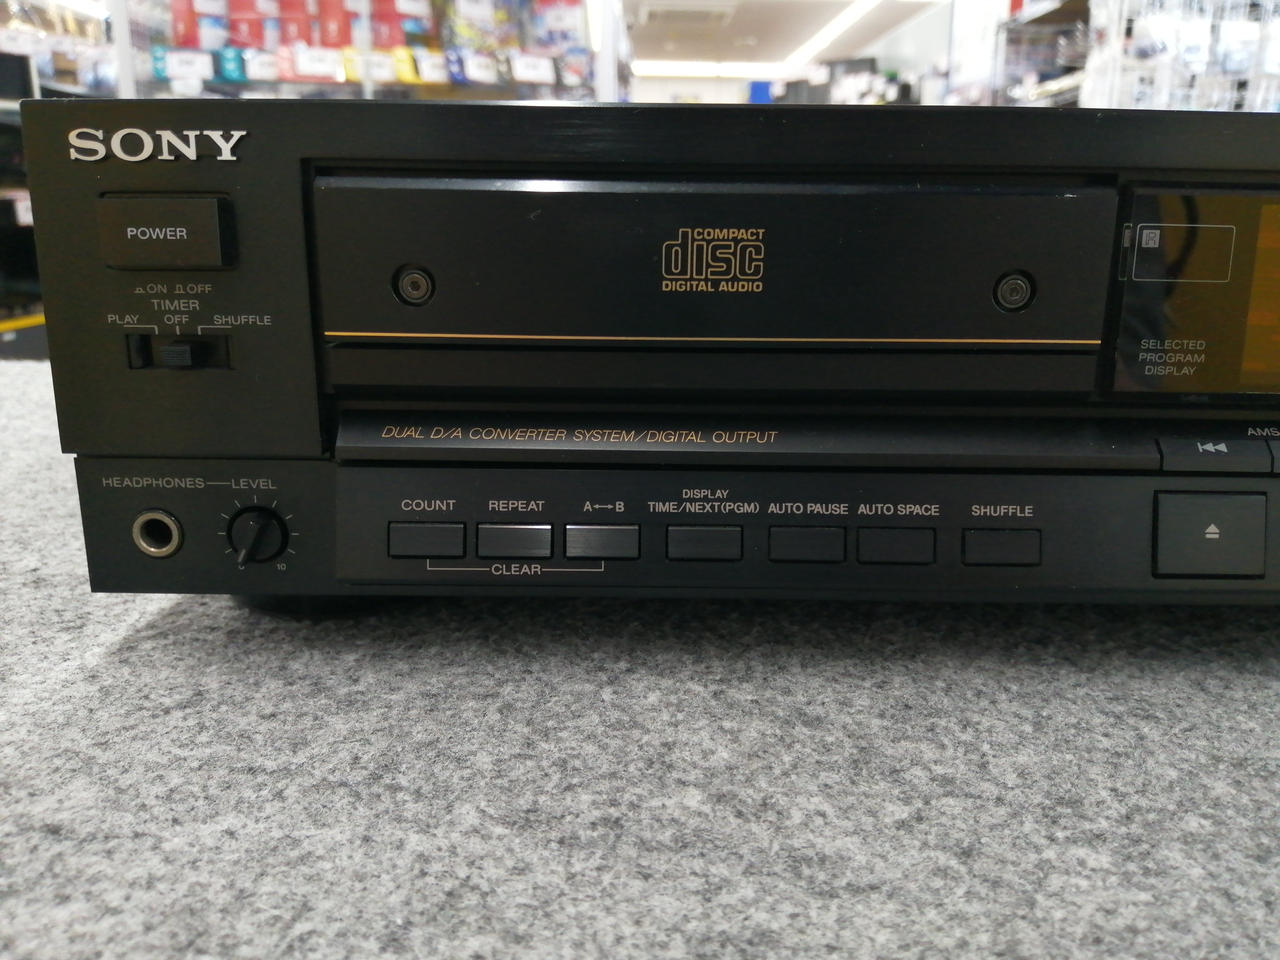 SONY
POWER
ON OFF
TIMER
PLAY OFF SHUFFLE
COMPACT
disc
DIGITAL AUDIO
SELECTED
PROGRAM
DISPLAY
DUAL D/A CONVERTER SYSTEM/DIGITAL OUTPUT
AMS
HEADPHONES LEVEL
0 10
COUNT
REPEAT
A↔B
CLEAR
DISPLAY
TIME/NEXT(PGM)
AUTO PAUSE
AUTO SPACE
SHUFFLE